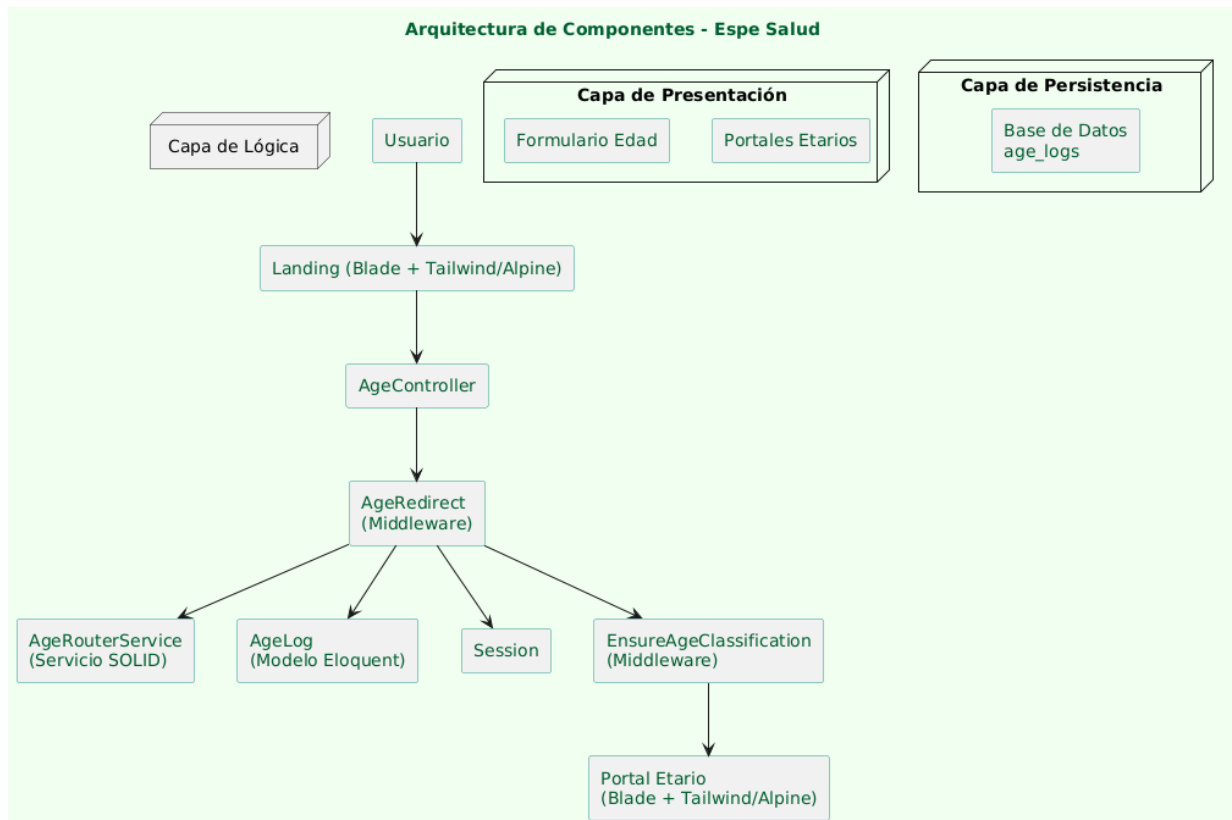 Arquitectura de Componentes - Espe Salud
Capa de Lógica
Usuario
Capa de Presentación
Formulario Edad
Portales Etarios
Capa de Persistencia
Base de Datos
age_logs
Landing (Blade + Tailwind/Alpine)
AgeController
AgeRedirect
(Middleware)
AgeRouterService
(Servicio SOLID)
AgeLog
(Modelo Eloquent)
Session
EnsureAgeClassification
(Middleware)
Portal Etario
(Blade + Tailwind/Alpine)